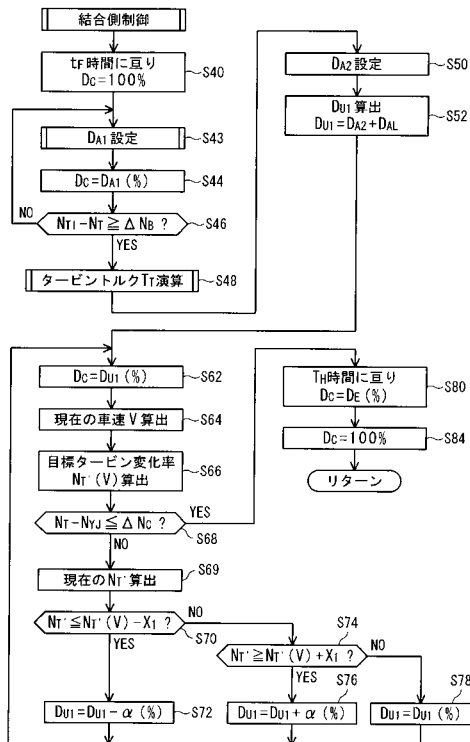 結合側制御
tF時間に亘り
DC=100%
S40
DA1設定
S43
DC=DA1(%)
S44
NTI-NT≧ΔNB?
S46
NO
YES
タービントルクTT演算
S48
DA2設定
S50
DU1算出
DU1=DA2+DAL
S52
DC=DU1(%)
S62
現在の車速V算出
S64
目標タービン変化率
NT'(V)算出
S66
NT-NYJ≦ΔNC?
S68
YES
NO
TH時間に亘り
DC=DE(%)
S80
DC=100%
S84
リターン
現在のNT'算出
S69
NT'≦NT'(V)-X1?
S70
NO
YES
S74
NT'≧NT'(V)+X1?
NO
YES
DU1=DU1-α(%)
S72
S76
DU1=DU1+α(%)
S78
DU1=DU1(%)